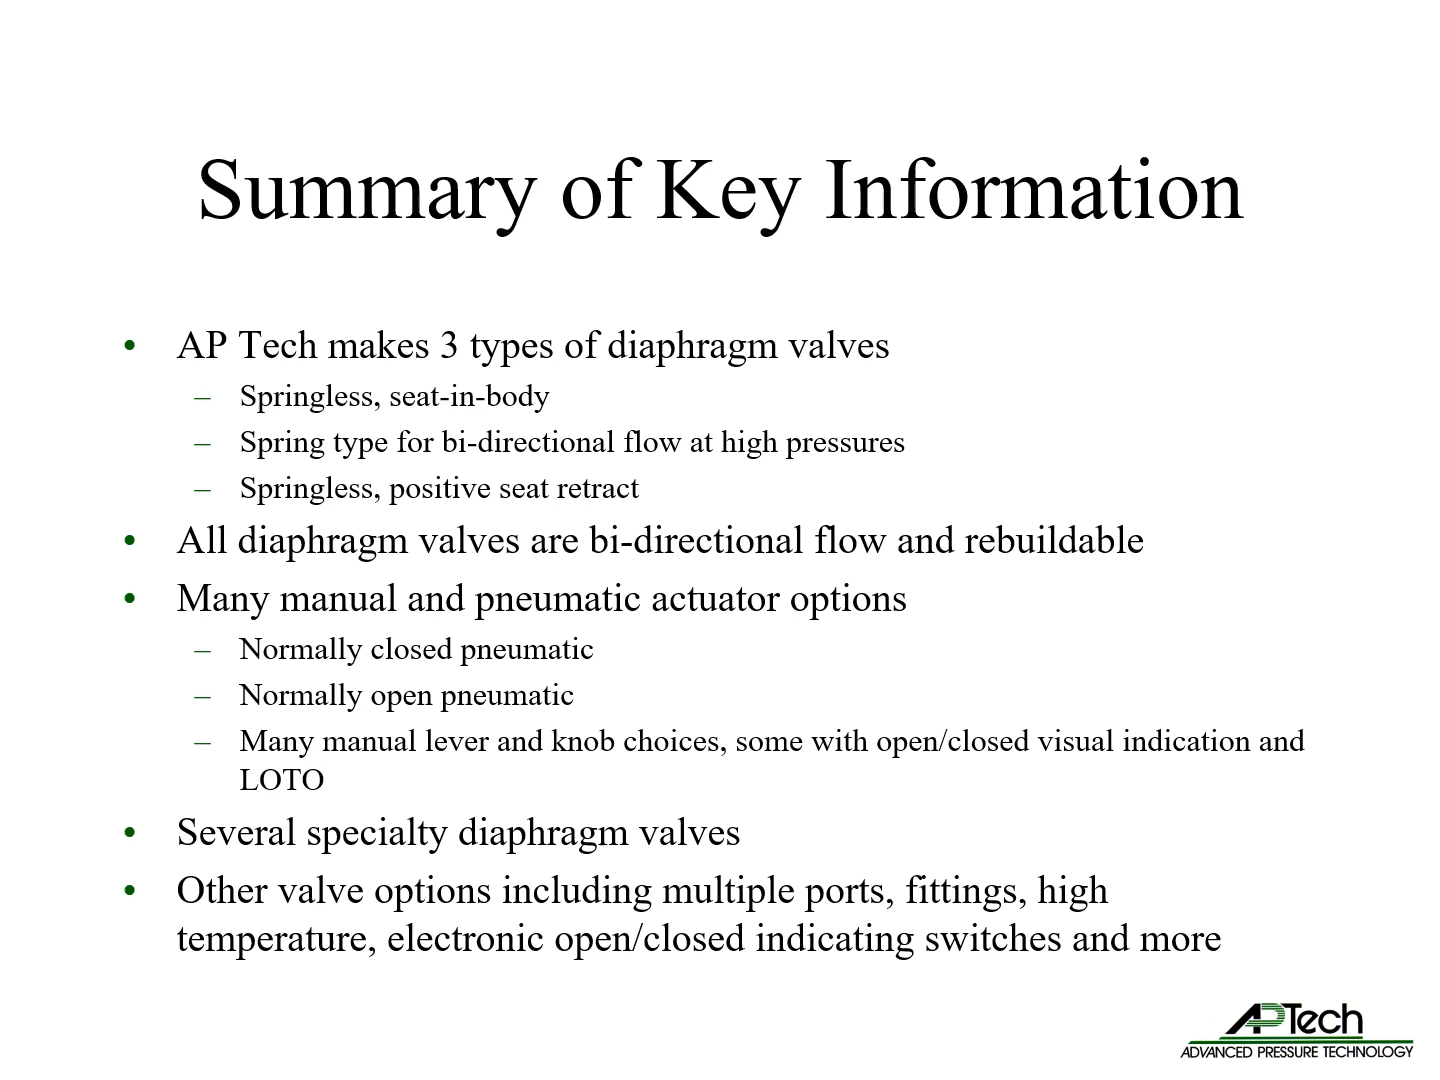 Summary of Key Information
• AP Tech makes 3 types of diaphragm valves
– Springless, seat-in-body
– Spring type for bi-directional flow at high pressures
– Springless, positive seat retract
• All diaphragm valves are bi-directional flow and rebuildable
• Many manual and pneumatic actuator options
– Normally closed pneumatic
– Normally open pneumatic
– Many manual lever and knob choices, some with open/closed visual indication and
LOTO
• Several specialty diaphragm valves
• Other valve options including multiple ports, fittings, high
temperature, electronic open/closed indicating switches and more
APTech
ADVANCED PRESSURE TECHNOLOGY